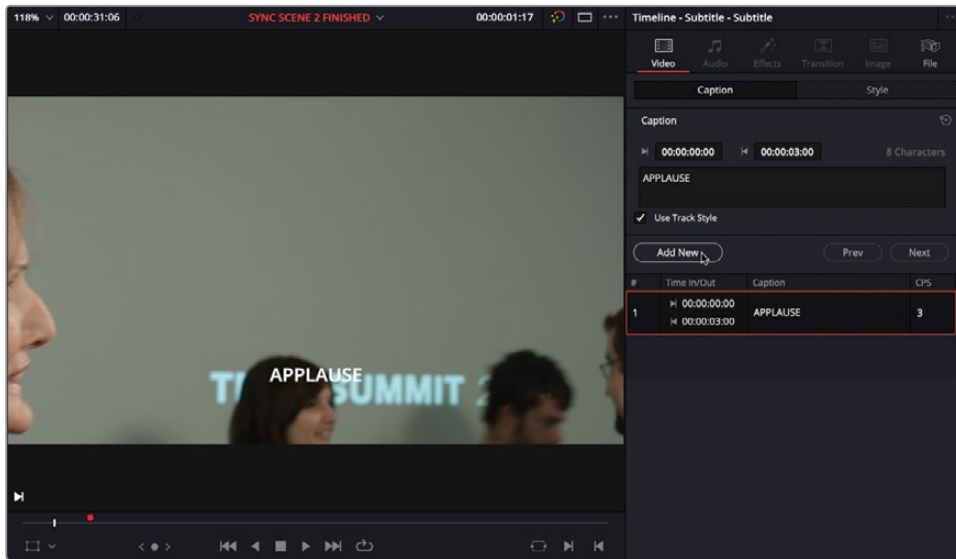 118% 00:00:31:06 SYNC SCENE 2 FINISHED 00:00:01:17
Timeline - Subtitle - Subtitle
Video Audio Effects Transition Image File
Caption Style
Caption
00:00:00:00 00:00:03:00 8 Characters
APPLAUSE
Use Track Style
Add New Prev Next
# Time In/Out Caption CPS
1 00:00:00:00 APPLAUSE 3
00:00:03:00
APPLAUSE
SUMMIT